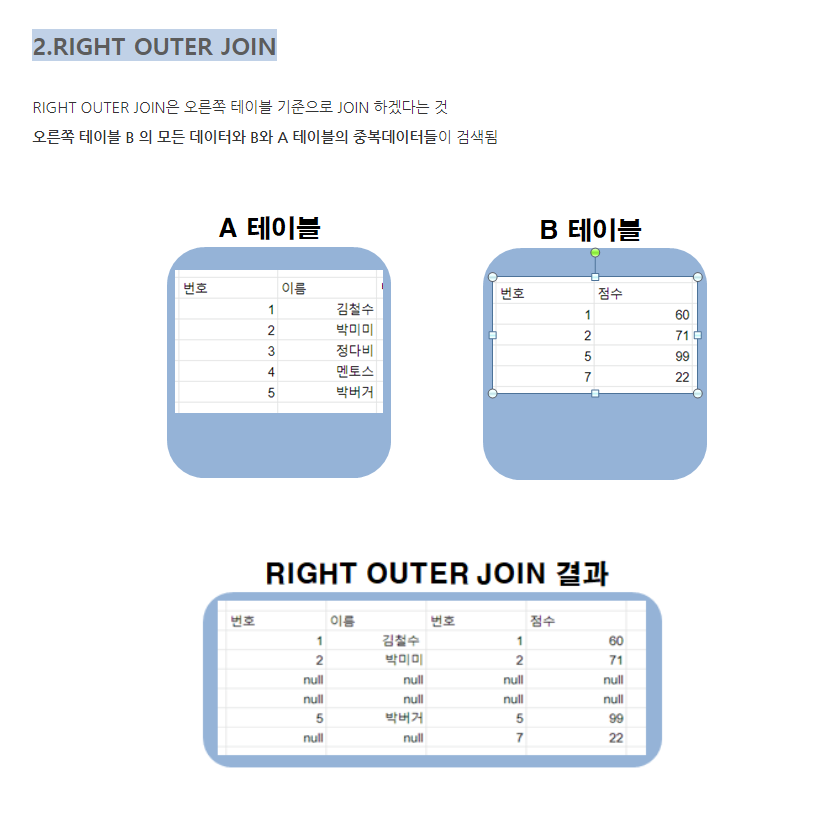 2.RIGHT OUTER JOIN
RIGHT OUTER JOIN은 오른쪽 테이블 기준으로 JOIN 하겠다는 것
오른쪽 테이블 B 의 모든 데이터와 B와 A 테이블의 중복데이터들이 검색됨
A 테이블
번호 이름
1 김철수
2 박미미
3 정다비
4 멘토스
5 박버거
B 테이블
번호 점수
1 60
2 71
5 99
7 22
RIGHT OUTER JOIN 결과
번호 이름 번호 점수
1 김철수 1 60
2 박미미 2 71
null null null null
null null null null
5 박버거 5 99
null null 7 22